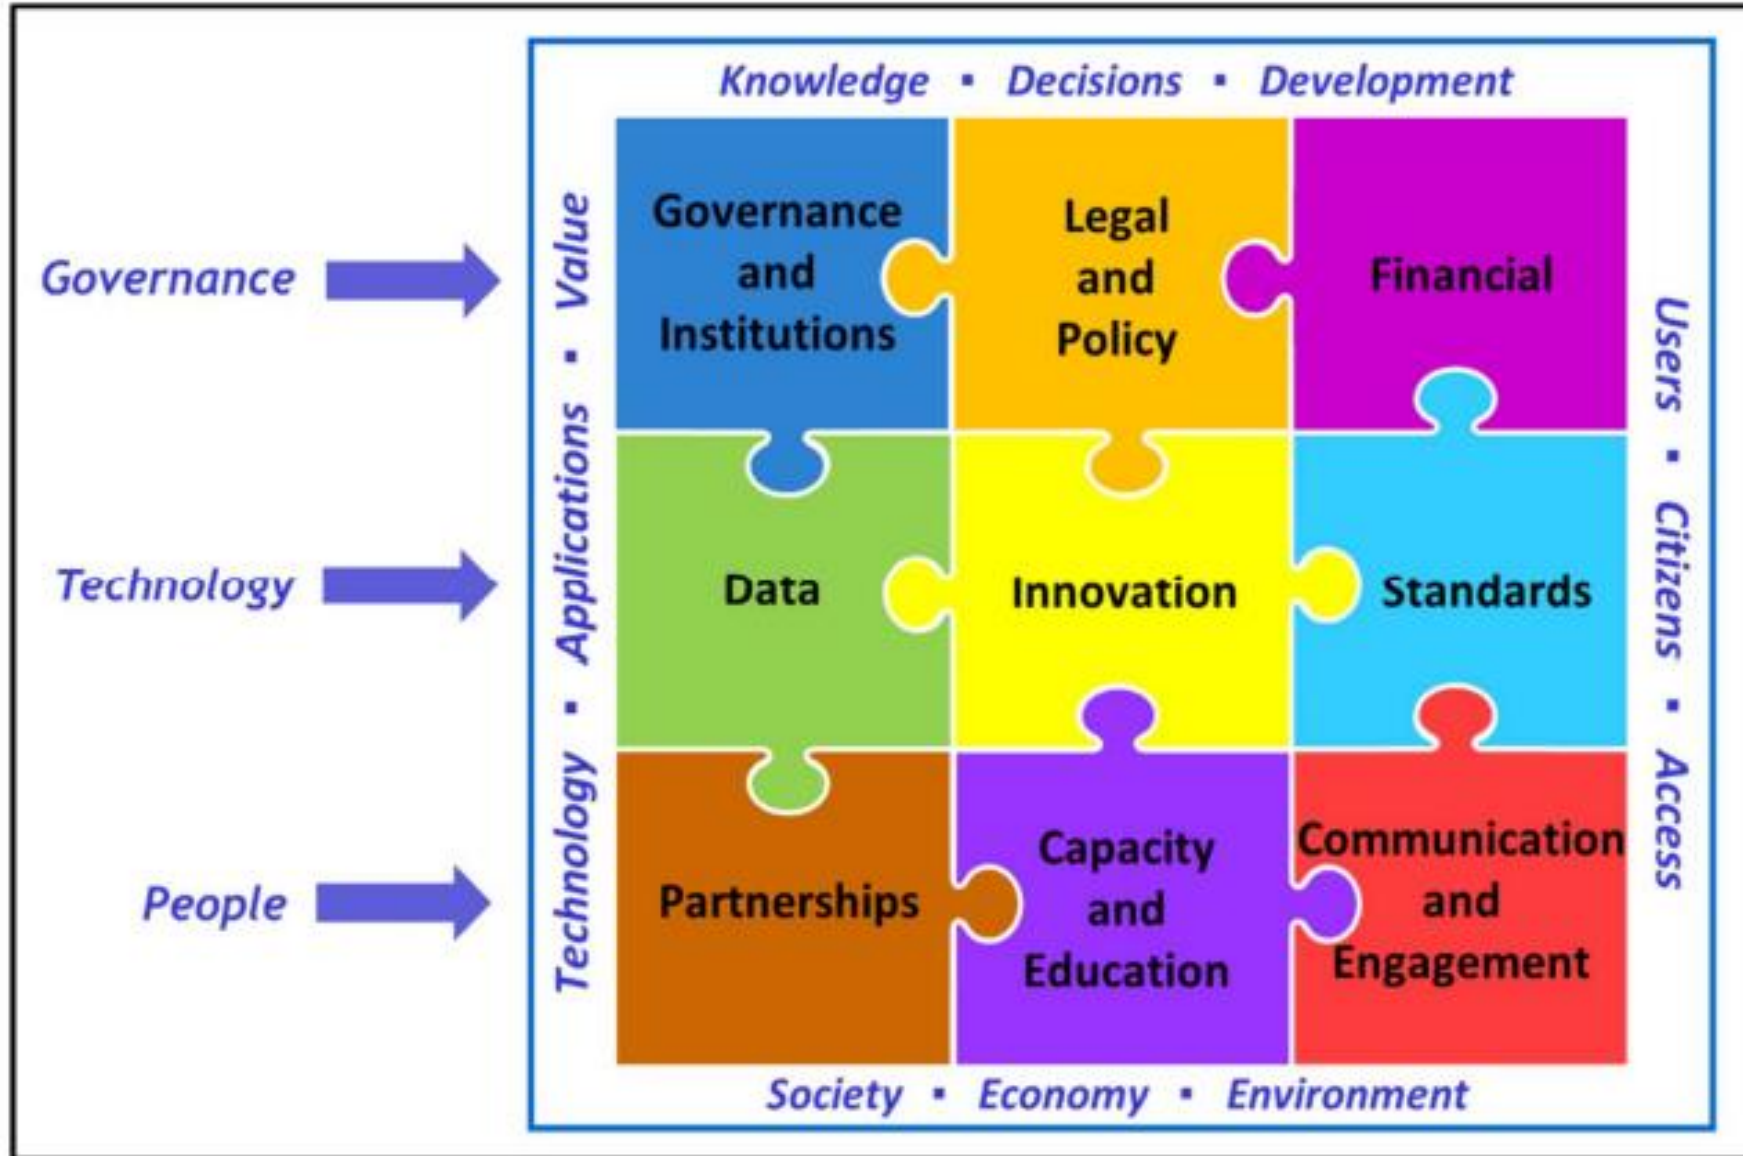 Knowledge ▪ Decisions ▪ Development
Governance
Technology
People
Technology ▪ Applications ▪ Value
Governance
and
Institutions
Legal
and
Policy
Financial
Data
Innovation
Standards
Partnerships
Capacity
and
Education
Communication
and
Engagement
Users ▪ Citizens ▪ Access
Society ▪ Economy ▪ Environment